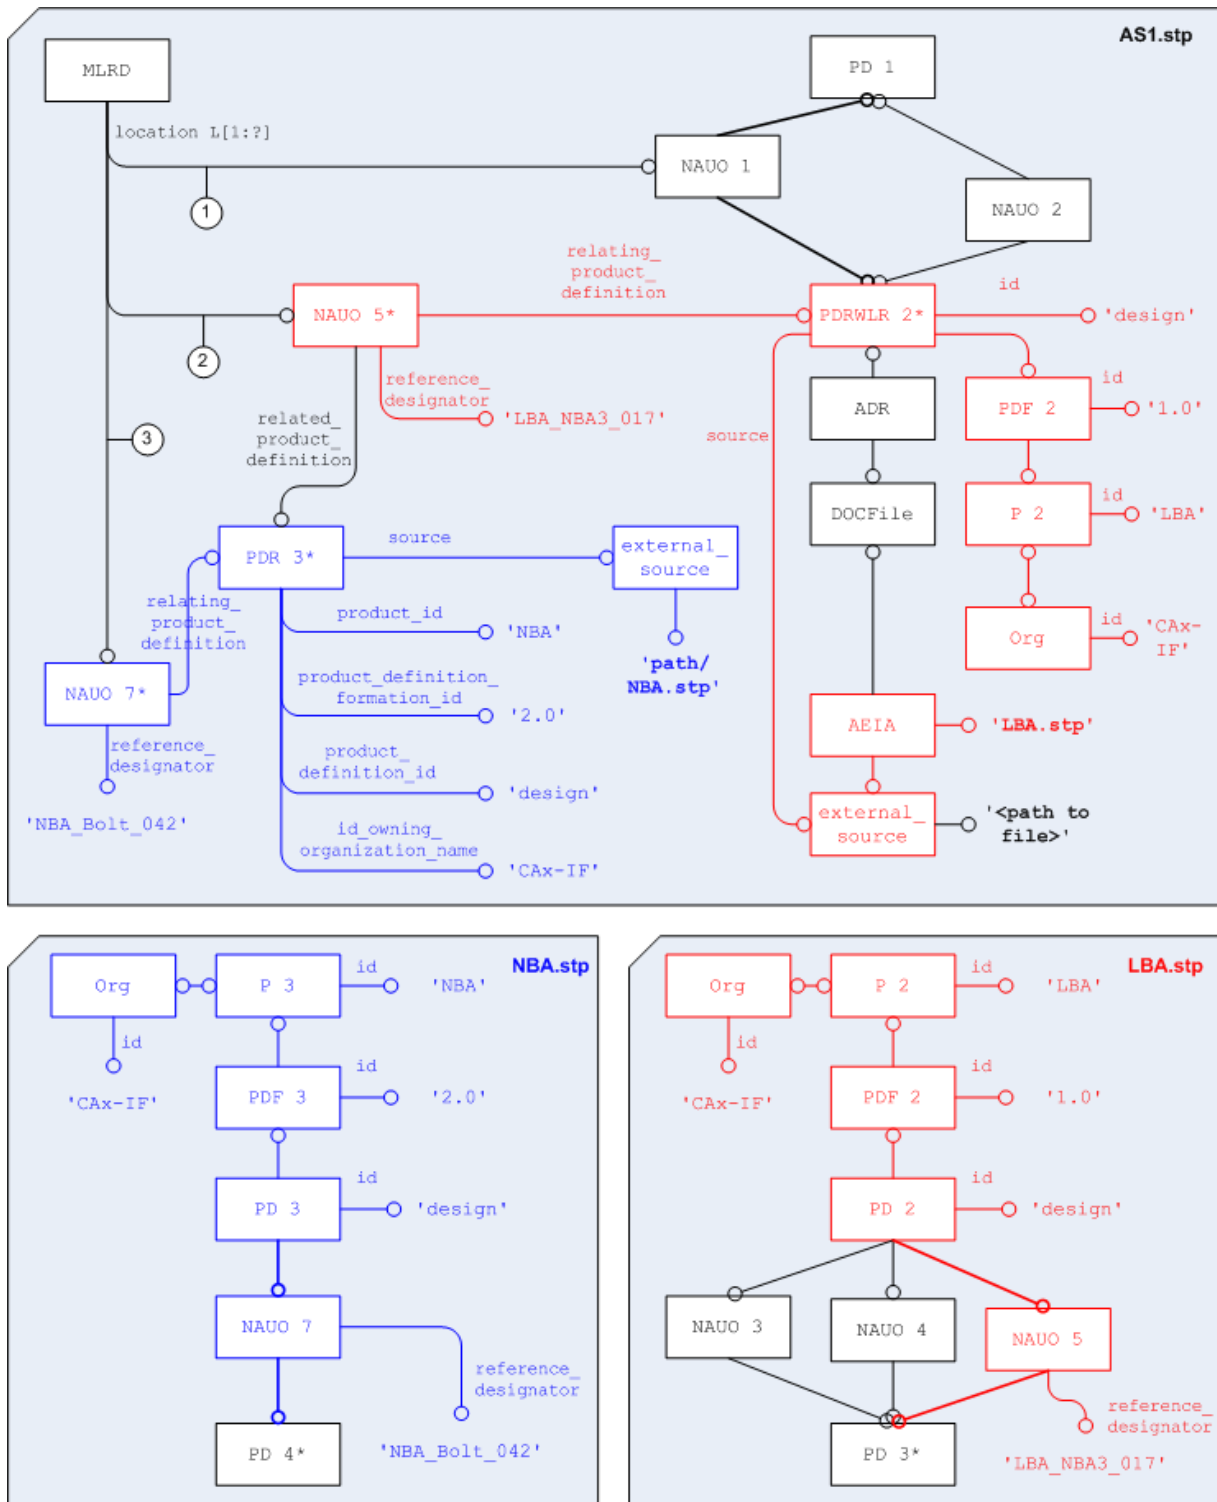 AS1.stp
MLRD
PD 1
location L[1:?]
NAUO 1
1
NAUO 2
relating_
product_
definition
id
NAUO 5*
PDRWLR 2*
'design'
2
reference_
designator
id
ADR
PDF 2
'1.0'
'LBA_NBA3_017'
related_
product_
definition
source
3
id
DOCFile
P 2
'LBA'
source
external_
source
PDR 3*
relating_
product_
definition
product_id
'NBA'
id
Org
'CAx-
IF'
'path/
NBA.stp'
NAUO 7*
product_definition_
formation_id
'2.0'
AEIA
'LBA.stp'
reference_
designator
product_
definition_id
'design'
'NBA_Bolt_042'
external_
source
'<path to
file>'
id_owning_
organization_name
'CAx-IF'
NBA.stp
Org
P 3
id
'NBA'
id
'CAx-IF'
id
PDF 3
'2.0'
id
PD 3
'design'
NAUO 7
reference_
designator
PD 4*
'NBA_Bolt_042'
LBA.stp
Org
P 2
id
'LBA'
id
'CAx-IF'
id
PDF 2
'1.0'
id
PD 2
'design'
NAUO 3
NAUO 4
NAUO 5
reference_
designator
PD 3*
'LBA_NBA3_017'